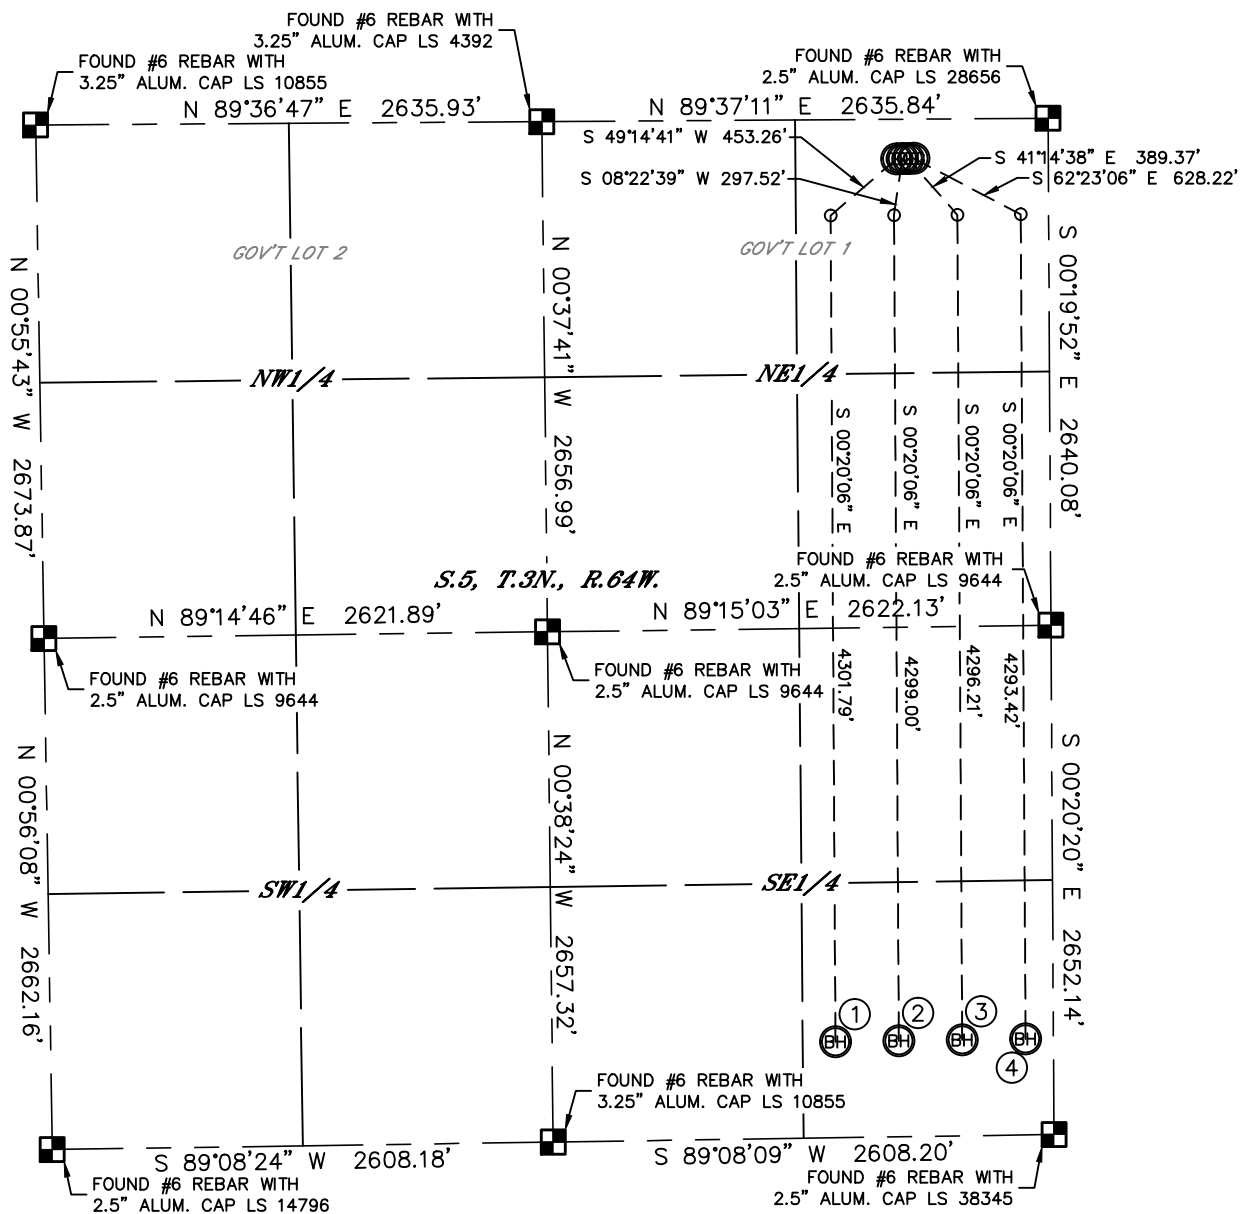 FOUND #6 REBAR WITH
3.25" ALUM. CAP LS 4392
FOUND #6 REBAR WITH
3.25" ALUM. CAP LS 10855
FOUND #6 REBAR WITH
2.5" ALUM. CAP LS 28656
N 89°36'47" E 2635.93'
N 89°37'11" E 2635.84'
S 49°14'41" W 453.26'
S 41°14'38" E 389.37'
S 08°22'39" W 297.52'
S 62°23'06" E 628.22'
GOV'T LOT 2
GOV'T LOT 1
N 00°55'43" W 2673.87'
N 00°37'41" W 2656.99'
S 00°19'52" E 2640.08'
NW1/4
NE1/4
S 00°20'06" E
S 00°20'06" E
S 00°20'06" E
S 00°20'06" E
S.5, T.3N., R.64W.
FOUND #6 REBAR WITH
2.5" ALUM. CAP LS 9644
N 89°14'46" E 2621.89'
N 89°15'03" E 2622.13'
FOUND #6 REBAR WITH
2.5" ALUM. CAP LS 9644
FOUND #6 REBAR WITH
2.5" ALUM. CAP LS 9644
4301.79'
4299.00'
4296.21'
4293.42'
N 00°56'08" W 2662.16'
N 00°38'24" W 2657.32'
S 00°20'20" E 2652.14'
SW1/4
SE1/4
1
2
3
BH
BH
BH
BH
4
FOUND #6 REBAR WITH
3.25" ALUM. CAP LS 10855
S 89°08'24" W 2608.18'
S 89°08'09" W 2608.20'
FOUND #6 REBAR WITH
2.5" ALUM. CAP LS 14796
FOUND #6 REBAR WITH
2.5" ALUM. CAP LS 38345